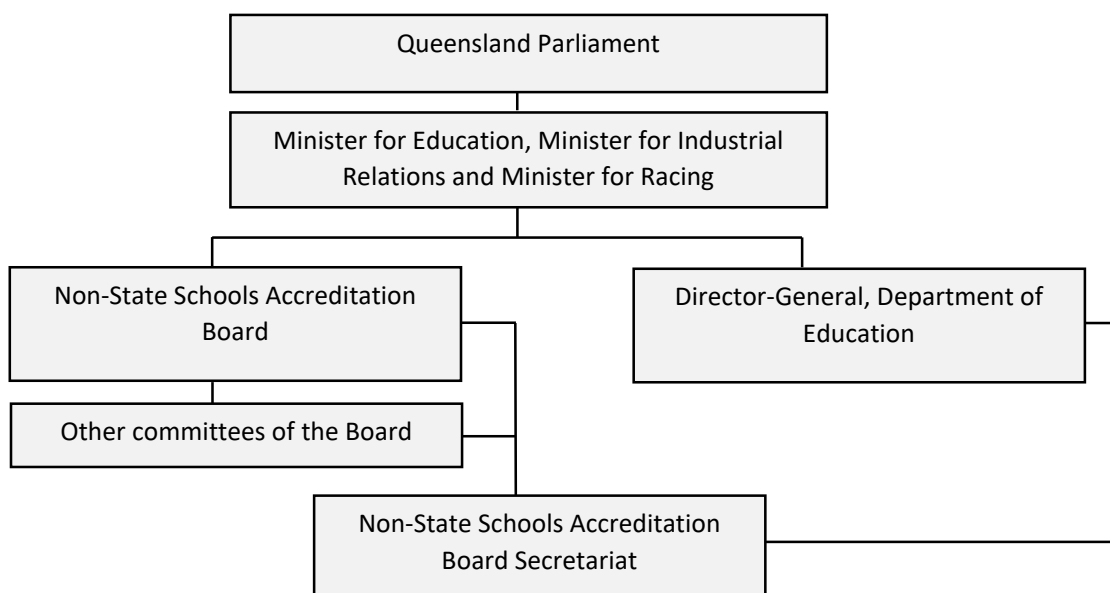 Queensland Parliament
Minister for Education, Minister for Industrial
Relations and Minister for Racing
Non-State Schools Accreditation
Board
Director-General, Department of
Education
Other committees of the Board
Non-State Schools Accreditation
Board Secretariat